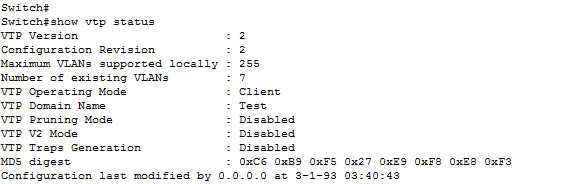 Switch#
Switch#show vtp status
VTP Version : 2
Configuration Revision : 2
Maximum VLANs supported locally : 255
Number of existing VLANs : 7
VTP Operating Mode : Client
VTP Domain Name : Test
VTP Pruning Mode : Disabled
VTP V2 Mode : Disabled
VTP Traps Generation : Disabled
MD5 digest : 0xC6 0xB9 0xF5 0x27 0xE9 0xF8 0xE8 0xF3
Configuration last modified by 0.0.0.0 at 3-1-93 03:40:43